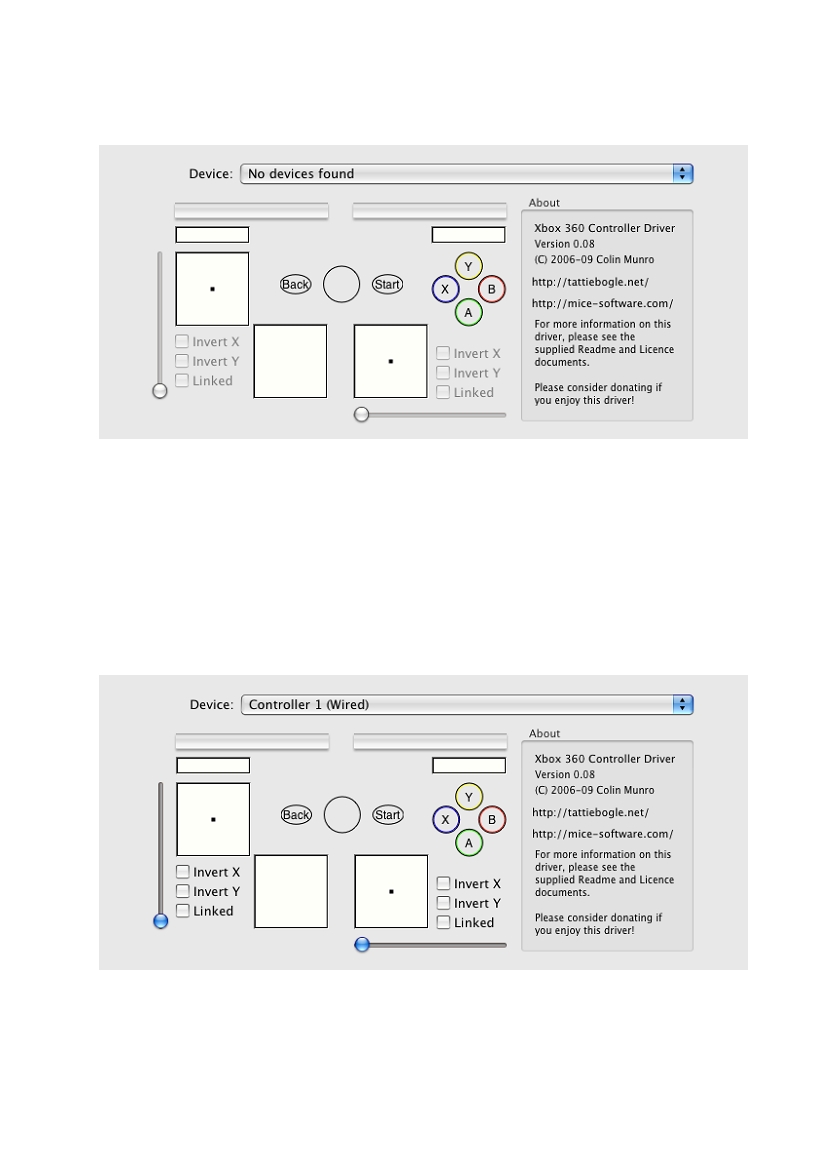 Device: No devices found
About
Xbox 360 Controller Driver
Version 0.08
(C) 2006-09 Colin Munro
http://tattiebogle.net/
http://mice-software.com/
For more information on this
driver, please see the
supplied Readme and Licence
documents.
Please consider donating if
you enjoy this driver!
Back
Start
Y
X
B
A
Invert X
Invert Y
Linked
Invert X
Invert Y
Linked
Device: Controller 1 (Wired)
About
Xbox 360 Controller Driver
Version 0.08
(C) 2006-09 Colin Munro
http://tattiebogle.net/
http://mice-software.com/
For more information on this
driver, please see the
supplied Readme and Licence
documents.
Please consider donating if
you enjoy this driver!
Back
Start
Y
X
B
A
Invert X
Invert Y
Linked
Invert X
Invert Y
Linked